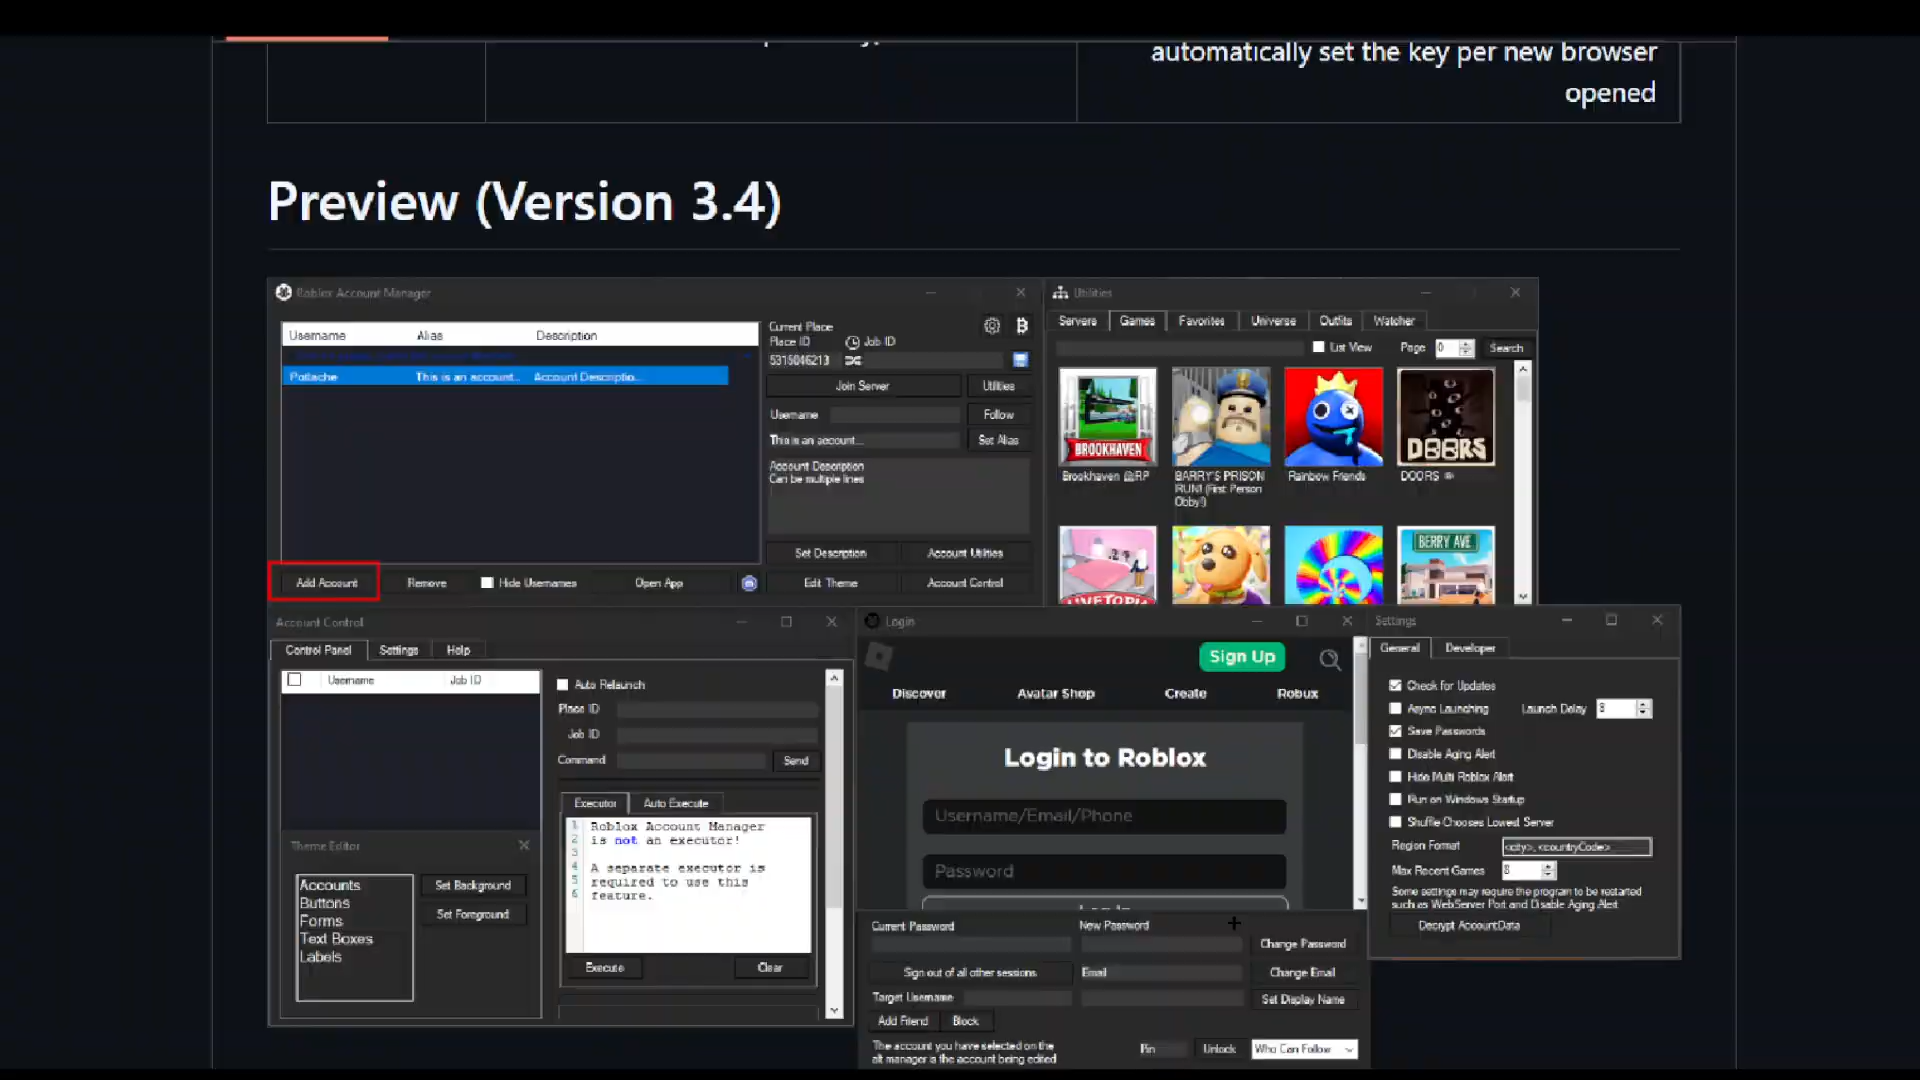 automatically set the key per new browser
opened
Preview (Version 3.4)
Roblox Account Manager
Username Alias Description
Potlache This is an account... Account Descriptio...
Add Account Remove Hide Usernames Open App
Current Place
Place ID Job ID
5315046213
Join Server Utilities
Username Follow
This is an account... Set Alias
Account Description
Can be multiple lines
Set Description Account Utilities
Edit Theme Account Control
Utilities
Servers Games Favorites Universe Outfits Watcher
List View Page 0 Search
BROOKHAVEN
DOORS
Brookhaven RP
BARRY'S PRISON
RUN! (First Person
Obby!)
Rainbow Friends
DOORS
LIVETOPIA
BERRY AVE
Account Control
Control Panel Settings Help
Username Job ID
Auto Relaunch
Place ID
Job ID
Command Send
Executor Auto Execute
1 Roblox Account Manager
2 is not an executor!
3
4 A separate executor is
5 required to use this
6 feature.
Execute Clear
Theme Editor
Accounts
Buttons
Forms
Text Boxes
Labels
Set Background
Set Foreground
Login
Sign Up
Discover Avatar Shop Create Robux
Login to Roblox
Username/Email/Phone
Password
Log In
Current Password New Password
Change Password
Sign out of all other sessions Email Change Email
Target Username Set Display Name
Add Friend Block
The account you have selected on the
alt manager is the account being edited
Pin Unlock Who Can Follow
Settings
General Developer
Check for Updates
Async Launching Launch Delay 8
Save Passwords
Disable Aging Alert
Hide Multi Roblox Alert
Run on Windows Startup
Shuffle Chooses Lowest Server
Region Format <city>, <countryCode>
Max Recent Games 8
Some settings may require the program to be restarted
such as WebServer Port and Disable Aging Alert
Decrypt AccountData